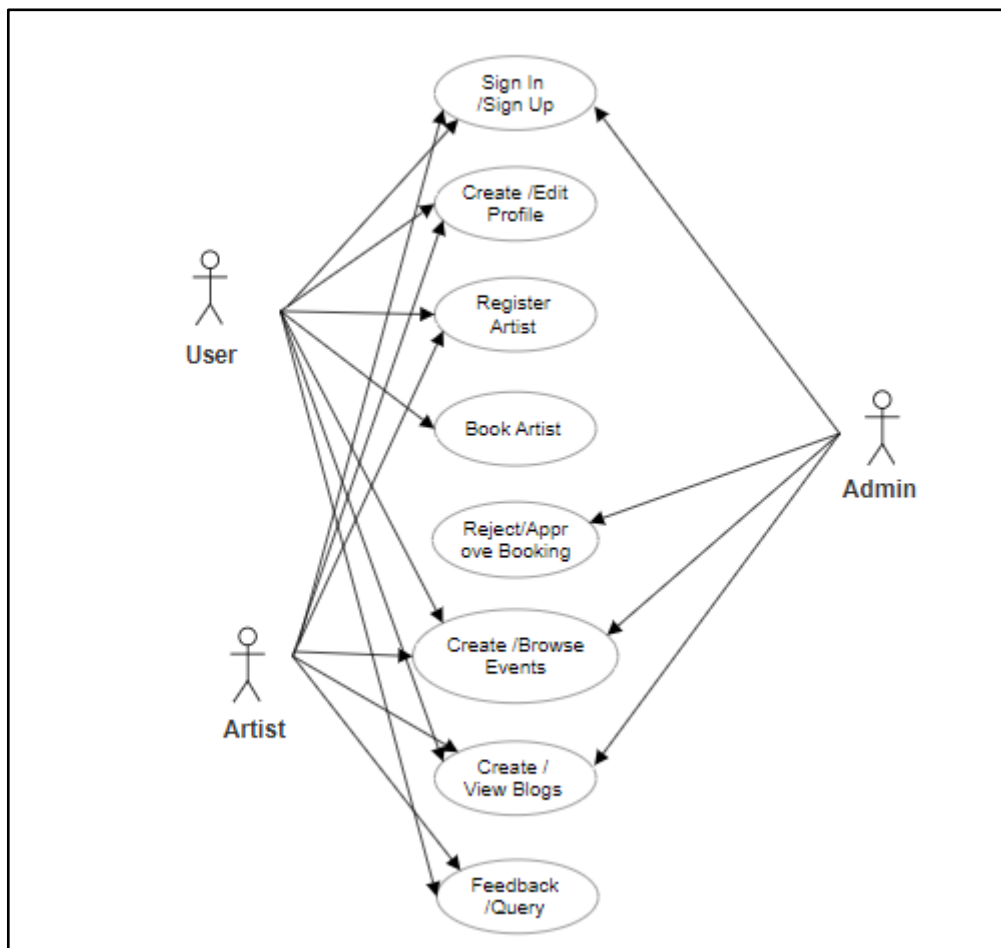 Sign In
/Sign Up
Create /Edit
Profile
Register
Artist
User
Book Artist
Admin
Reject/Appr
ove Booking
Create /Browse
Events
Artist
Create /
View Blogs
Feedback
/Query